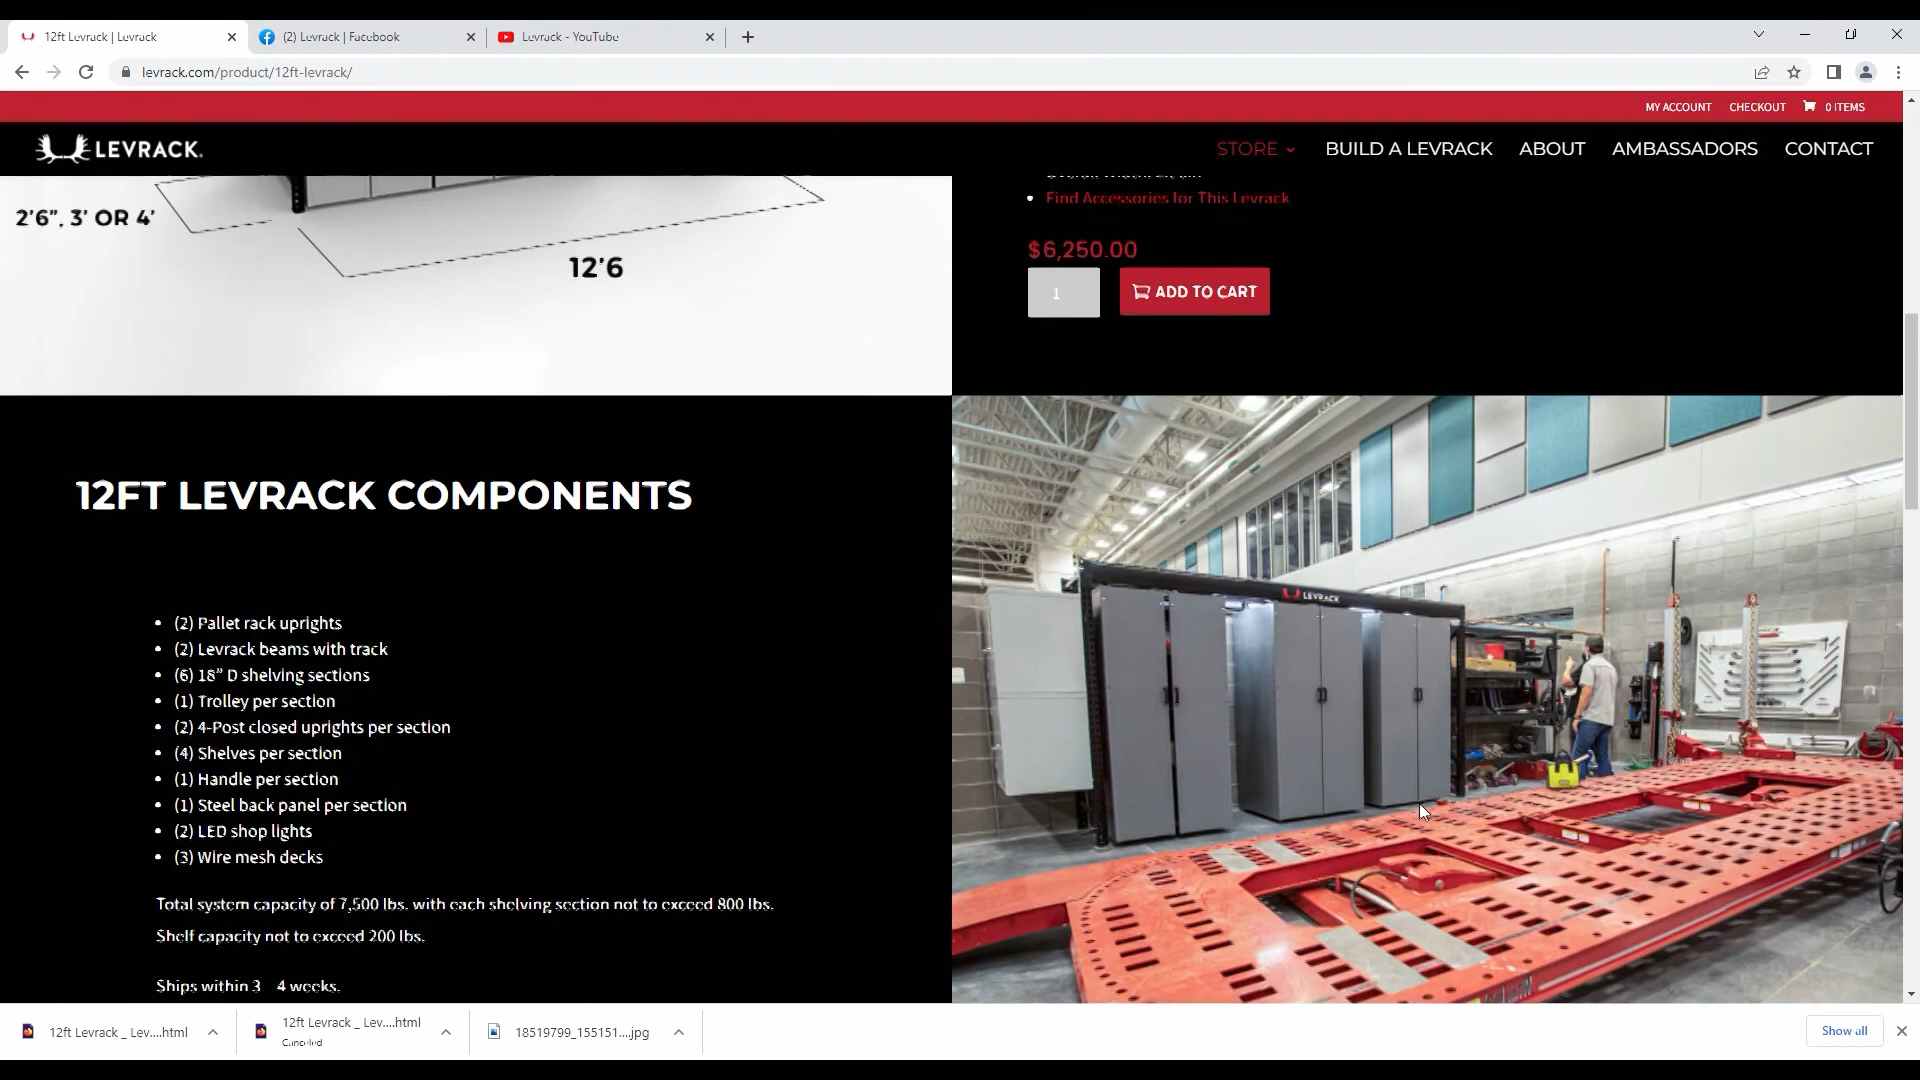 12ft Levrack | Levrack
(2) Levrack | Facebook
Levrack - YouTube
levrack.com/product/12ft-levrack/
MY ACCOUNT CHECKOUT 0 ITEMS
LEVRACK.
STORE BUILD A LEVRACK ABOUT AMBASSADORS CONTACT
2'6", 3' OR 4'
12'6
Find Accessories for This Levrack
$6,250.00
1
ADD TO CART
12FT LEVRACK COMPONENTS
• (2) Pallet rack uprights
• (2) Levrack beams with track
• (6) 18” D shelving sections
• (1) Trolley per section
• (2) 4-Post closed uprights per section
• (4) Shelves per section
• (1) Handle per section
• (1) Steel back panel per section
• (2) LED shop lights
• (3) Wire mesh decks
Total system capacity of 7,500 lbs. with each shelving section not to exceed 800 lbs.
Shelf capacity not to exceed 200 lbs.
Ships within 3 4 weeks.
LEVRACK
12ft Levrack _ Lev....html
12ft Levrack _ Lev....html
Canceled
18519799_155151....jpg
Show all